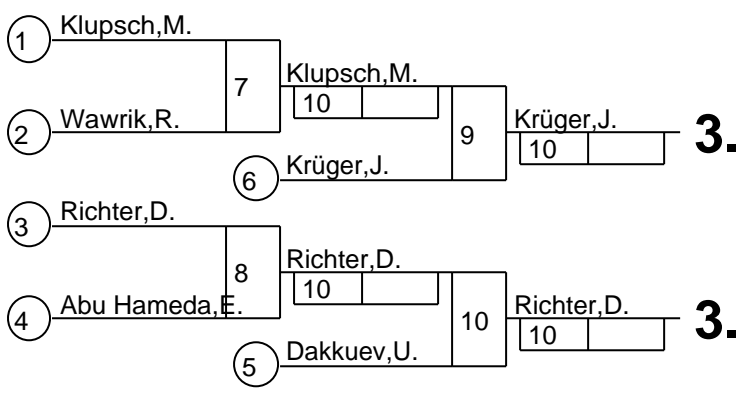 1 Klupsch,M.
7 Klupsch,M.
10
2 Wawrik,R.
9 Krüger,J. 3.
10
6 Krüger,J.
3 Richter,D.
8 Richter,D.
10
4 Abu Hameda,E.
10 Richter,D. 3.
10
5 Dakkuev,U.